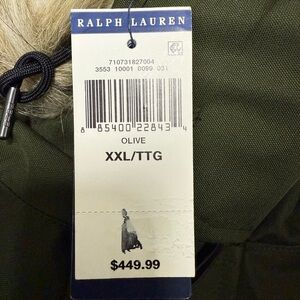 RALPH LAUREN
710731827004
3553 10001 0099 031
8 85400 22843 4
OLIVE
XXL/TTG
$449.99